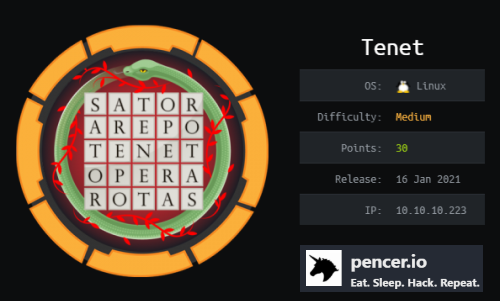 SATOR
AREPO
TENET
OPERA
ROTAS
Tenet
OS: Linux
Difficulty: Medium
Points: 30
Release: 16 Jan 2021
IP: 10.10.10.223
pencer.io
Eat. Sleep. Hack. Repeat.